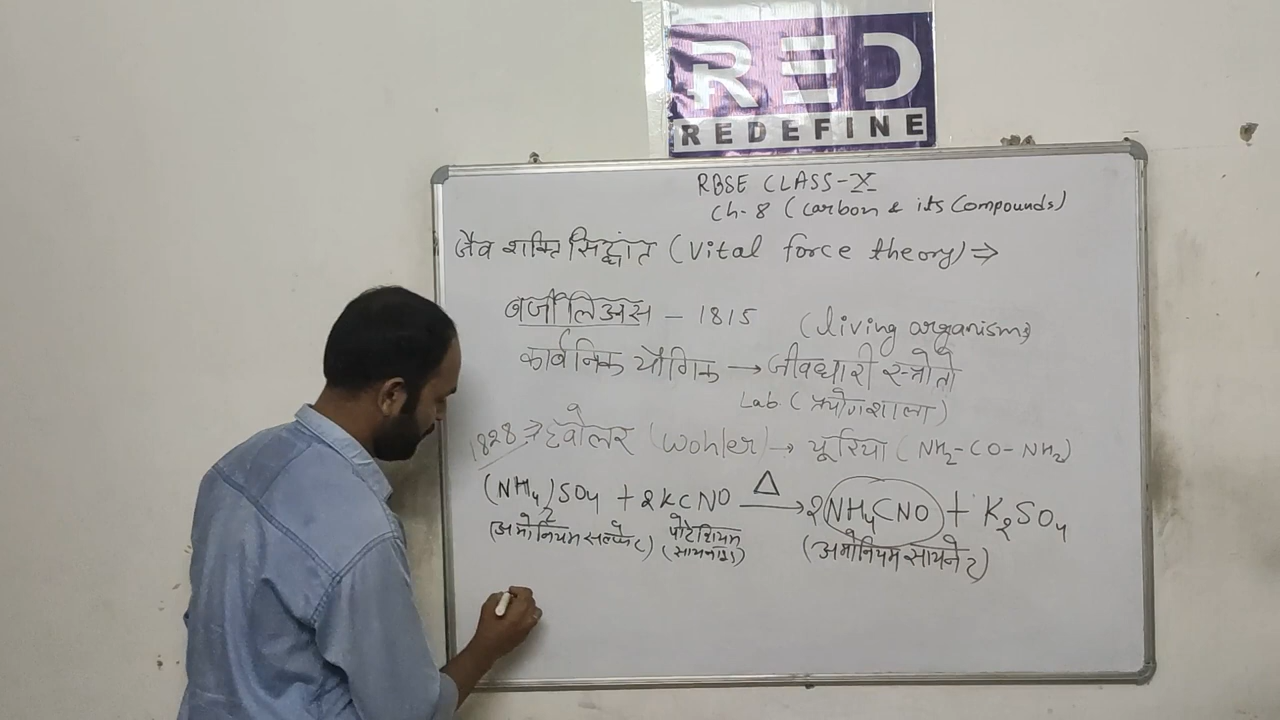 RED
REDEFINE
RBSE CLASS-X
Ch-8 (Carbon & its Compounds)
जैव शक्ति सिद्धांत (Vital force theory) ⇒
बर्जीलिअस – 1815 (living organisms)
कार्बनिक यौगिक → जीवधारी स्त्रोतो
Lab. (प्रयोगशाला)
1828 ⇒ ह्वोलर (Wohler) → यूरिया (NH₂-CO-NH₂)
(NH₄)₂SO₄ + 2KCNO —Δ→ 2NH₄CNO + K₂SO₄
(अमोनियम सल्फेट) पोटेशियम (अमोनियम सायनेट)